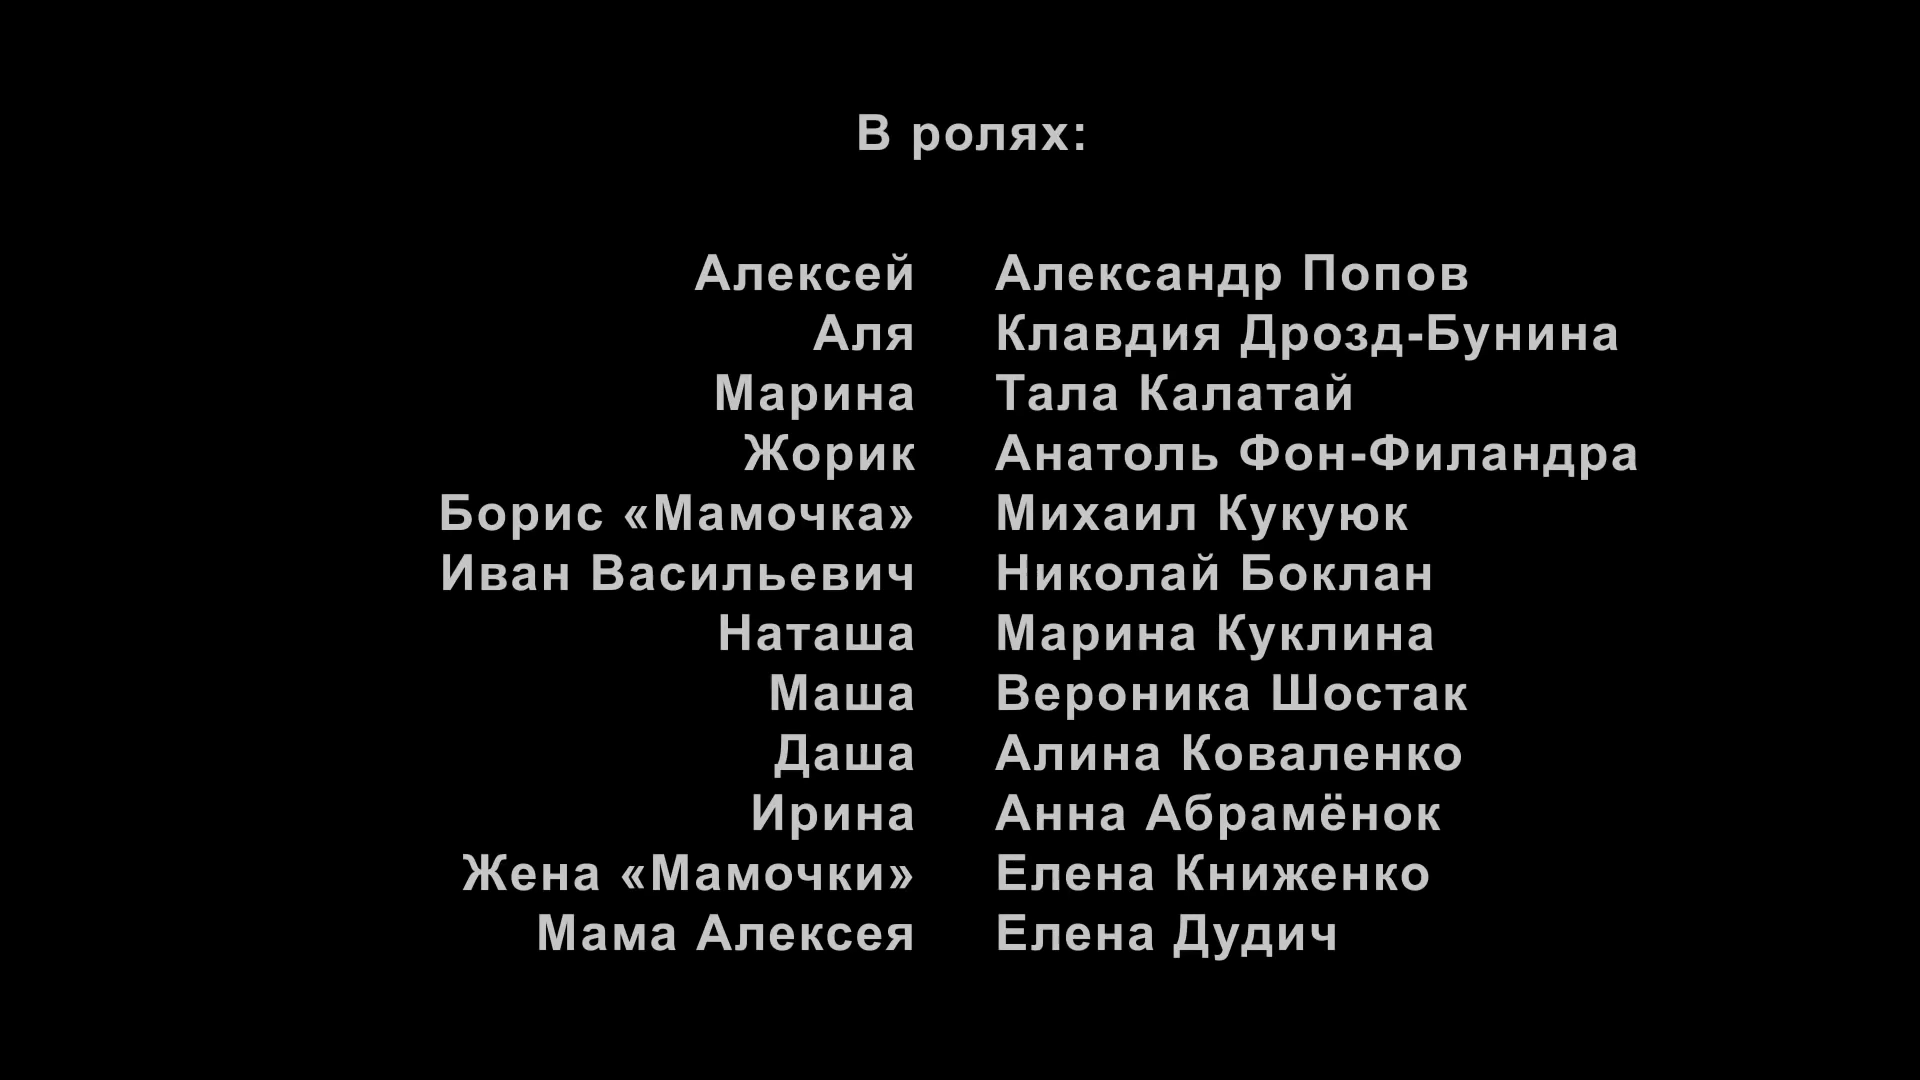 В ролях:
Алексей Александр Попов
Аля Клавдия Дрозд-Бунина
Марина Тала Калатай
Жорик Анатоль Фон-Филандра
Борис «Мамочка» Михаил Кукуюк
Иван Васильевич Николай Боклан
Наташа Марина Куклина
Маша Вероника Шостак
Даша Алина Коваленко
Ирина Анна Абрамёнок
Жена «Мамочки» Елена Книженко
Мама Алексея Елена Дудич